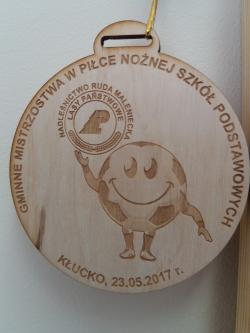 GMINNE MISTRZOSTWA W PIŁCE NOŻNEJ SZKÓŁ PODSTAWOWYCH
NADLEŚNICTWO RUDA MALENIECKA
LASY PAŃSTWOWE
KŁUCKO, 23.05.2017 r.